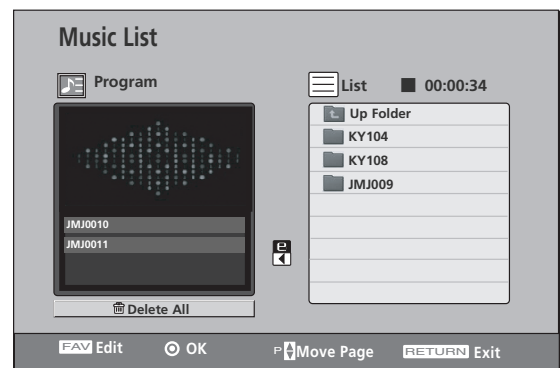 Music List
Program
List 00:00:34
Up Folder
KY104
KY108
JMJ009
JMJ0010
JMJ0011
e
Delete All
FAV Edit OK P Move Page RETURN Exit